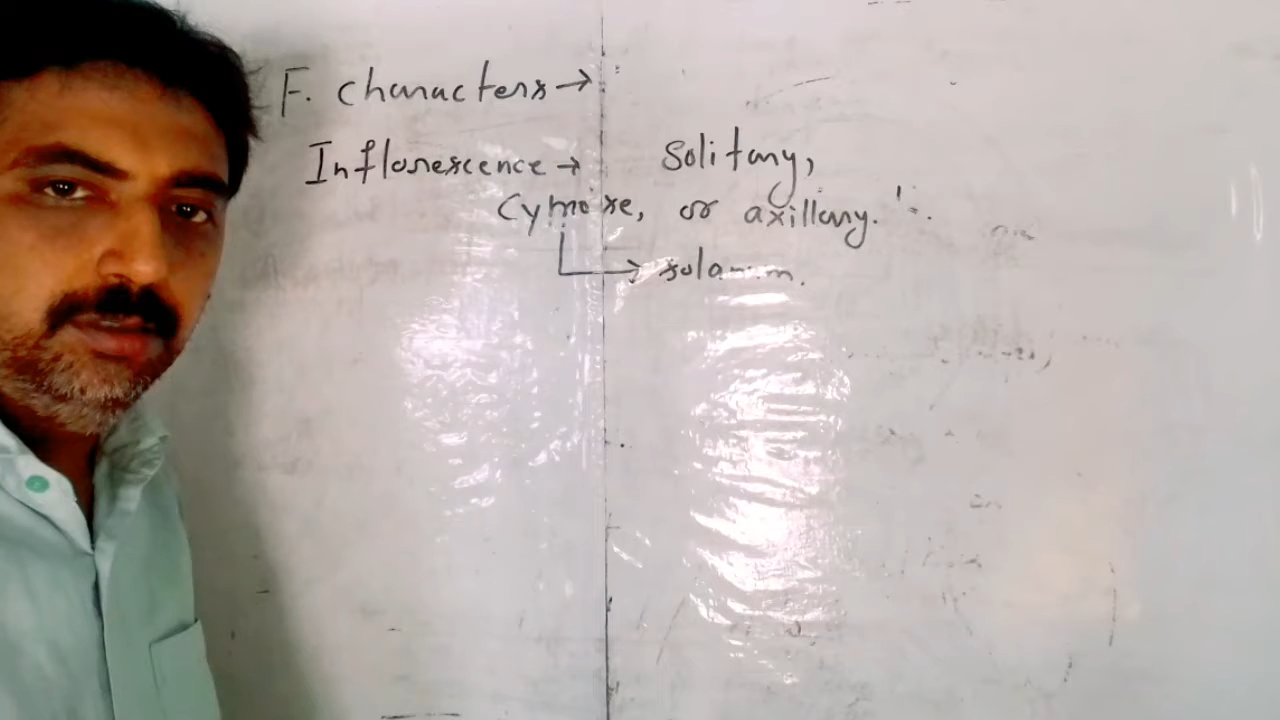 F. characters →
Inflorescence → Solitary,
Cymose, or axillary.
→ solanum.